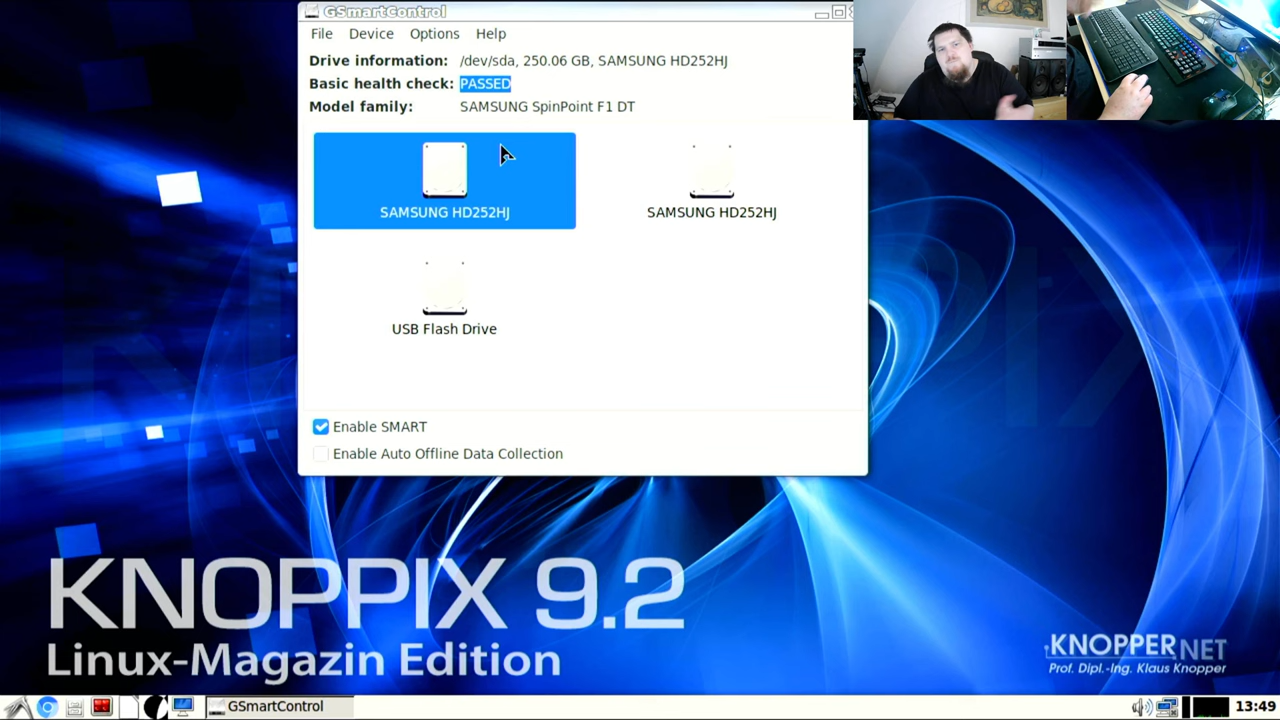 GSmartControl
File Device Options Help
Drive information: /dev/sda, 250.06 GB, SAMSUNG HD252HJ
Basic health check: PASSED
Model family: SAMSUNG SpinPoint F1 DT
SAMSUNG HD252HJ
SAMSUNG HD252HJ
USB Flash Drive
Enable SMART
Enable Auto Offline Data Collection
KNOPPIX 9.2
Linux-Magazin Edition
KNOPPER.NET
Prof. Dipl.-Ing. Klaus Knopper
GSmartControl
13:49